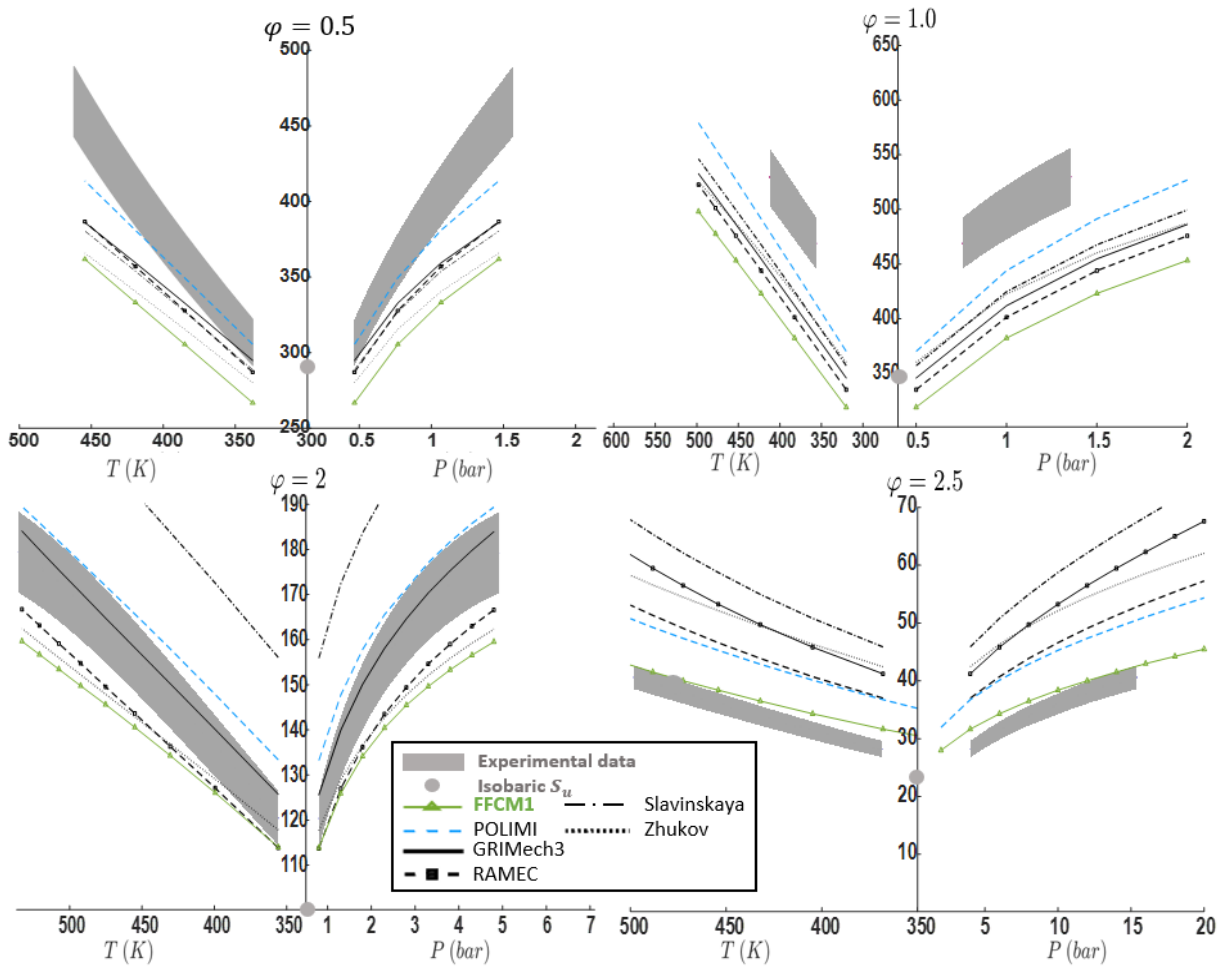 φ = 0.5
500
450
400
350
300
250
500 450 400 350 300 0.5 1 1.5 2
T (K) P (bar)
φ = 1.0
650
600
550
500
450
400
350
600 550 500 450 400 350 300 0.5 1 1.5 2
T (K) P (bar)
φ = 2
190
180
170
160
150
140
130
120
110
500 450 400 350 1 2 3 4 5 6 7
T (K) P (bar)
φ = 2.5
70
60
50
40
30
20
10
500 450 400 350 5 10 15 20
T (K) P (bar)
Experimental data
Isobaric Su
FFCM1 Slavinskaya
POLIMI Zhukov
GRIMech3
RAMEC